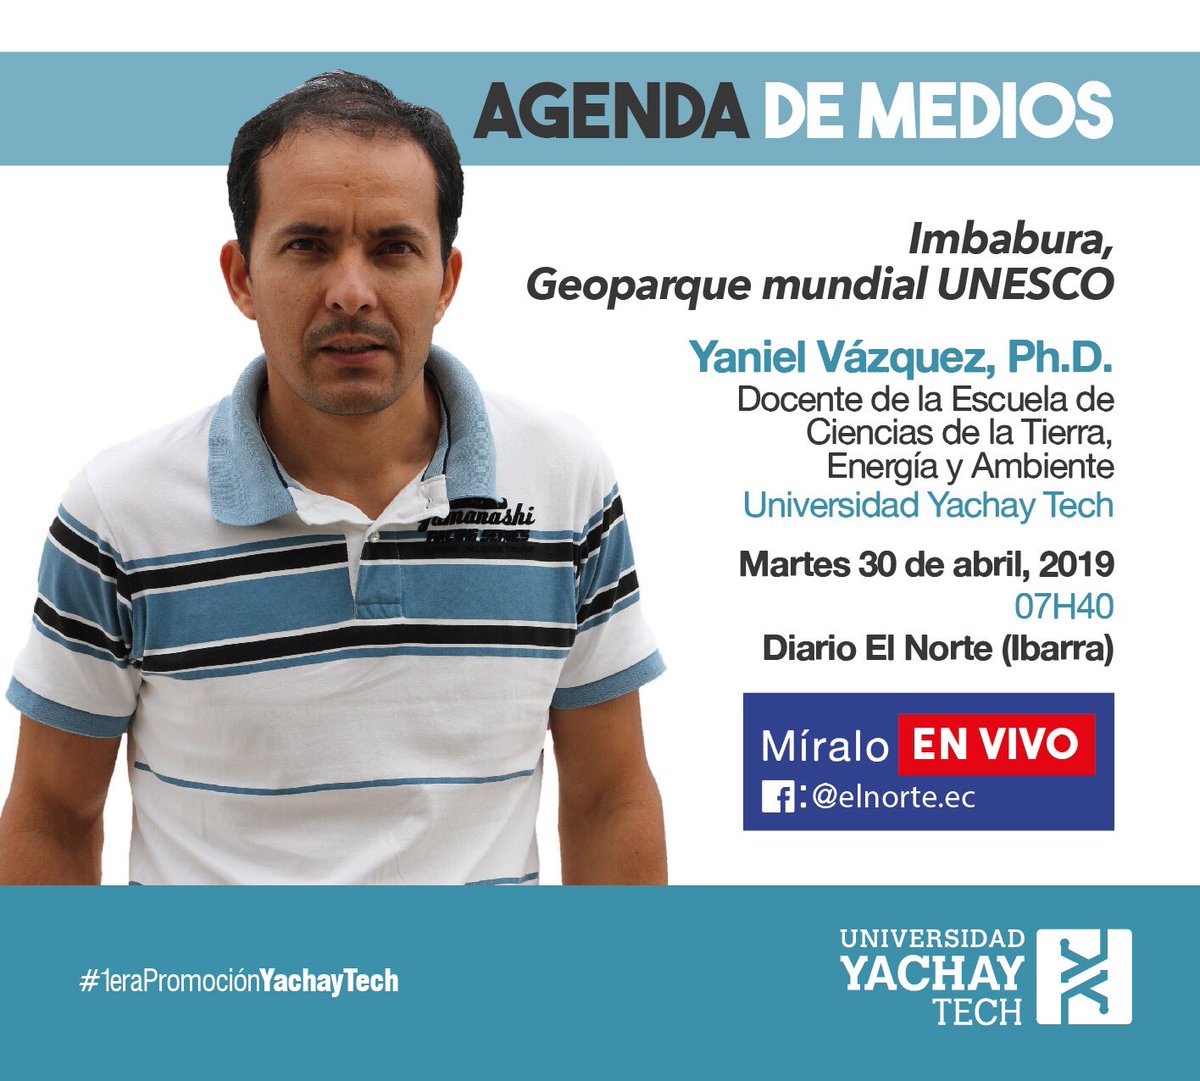 AGENDA DE MEDIOS
Imbabura,
Geoparque mundial UNESCO
Yaniel Vázquez, Ph.D.
Docente de la Escuela de
Ciencias de la Tierra,
Energía y Ambiente
Universidad Yachay Tech
Martes 30 de abril, 2019
07H40
Diario El Norte (Ibarra)
Míralo EN VIVO
f:@elnorte.ec
Yamanashi
#1eraPromociónYachayTech
UNIVERSIDAD
YACHAY
TECH